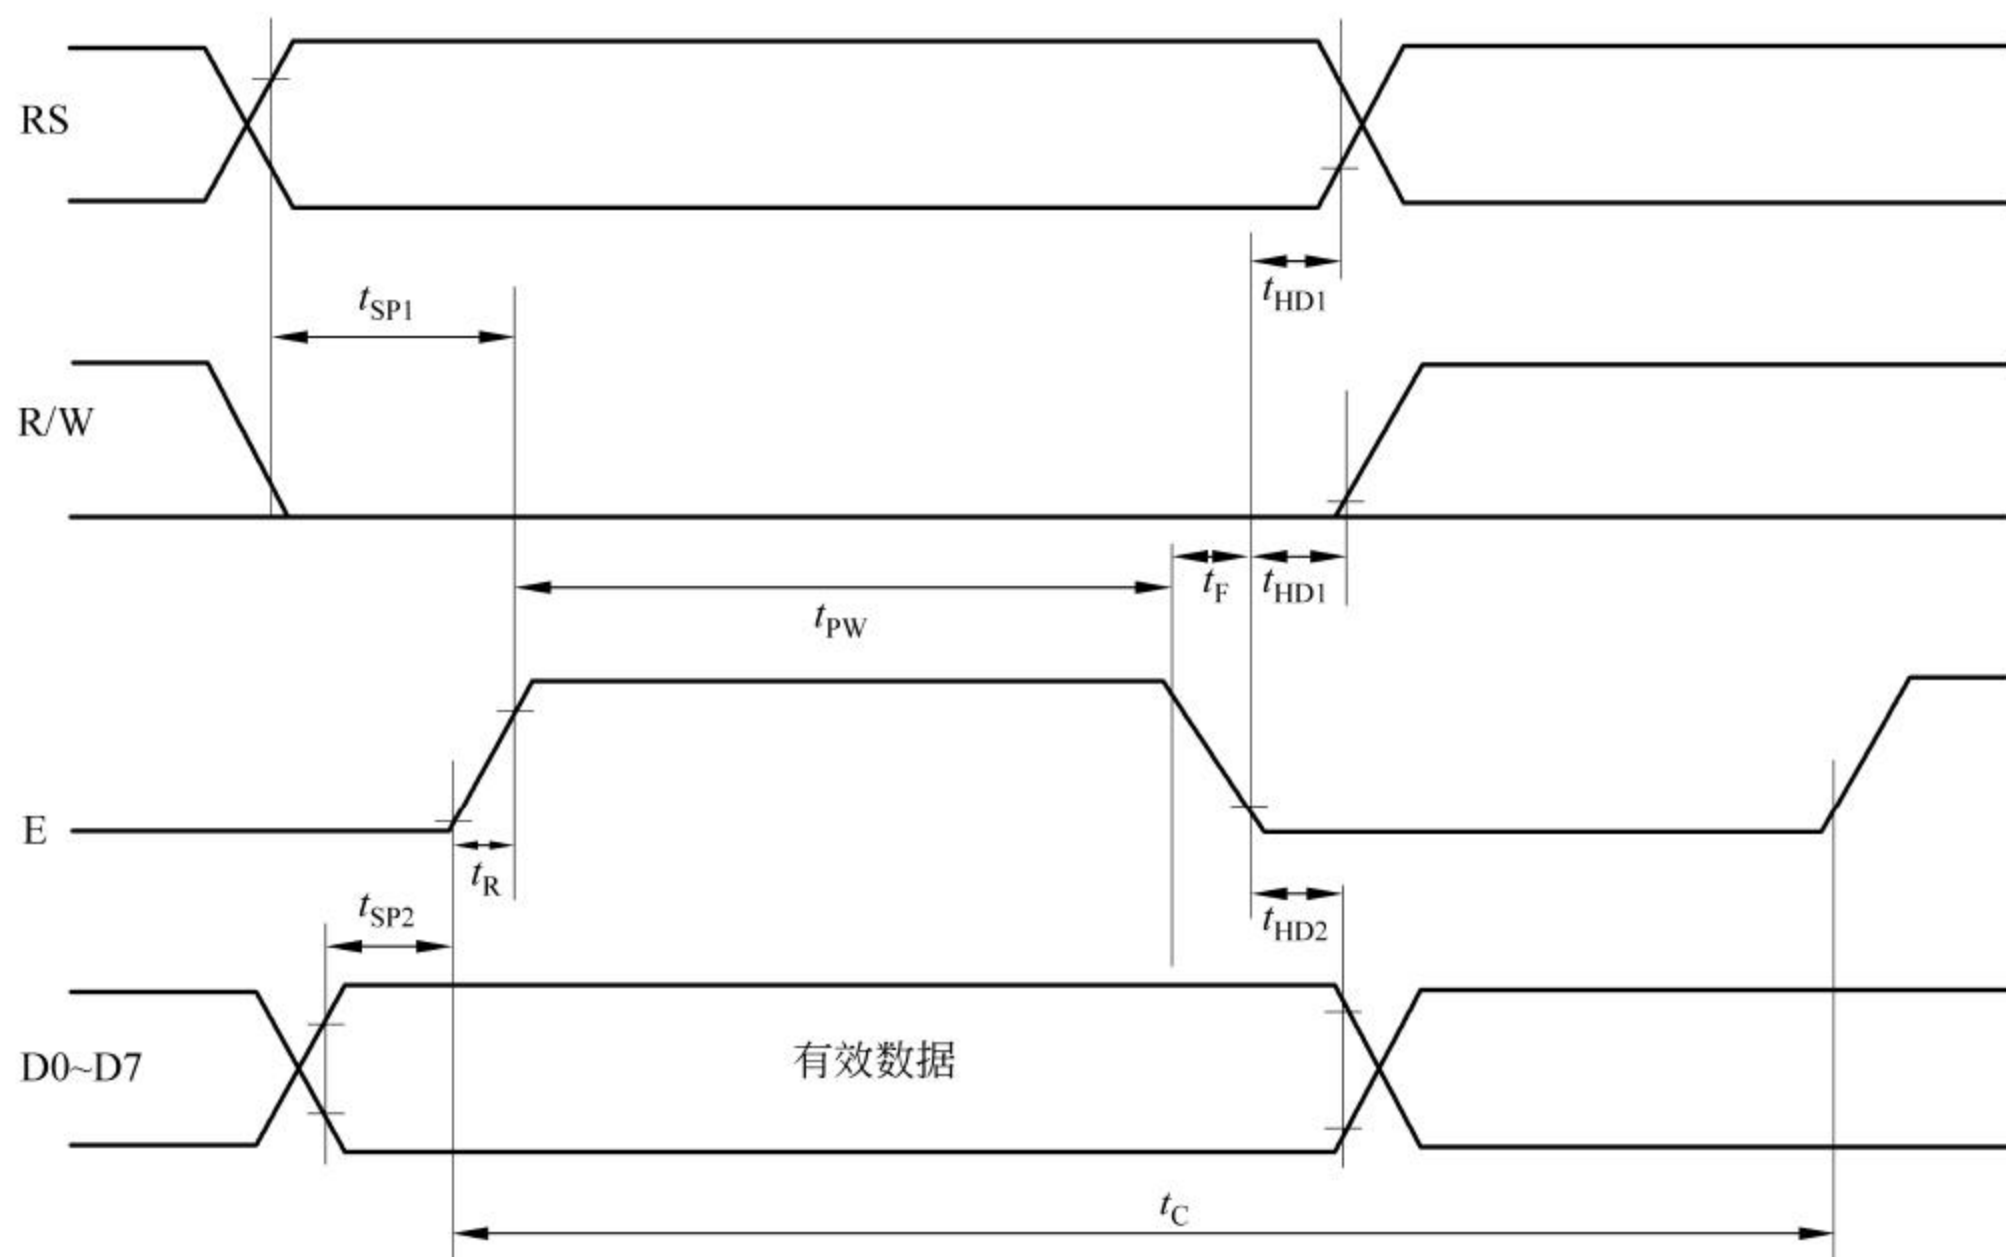 RS
tHD1
tSP1
R/W
tF tHD1
tPW
E
tR
tSP2
tHD2
D0~D7 有效数据
tC